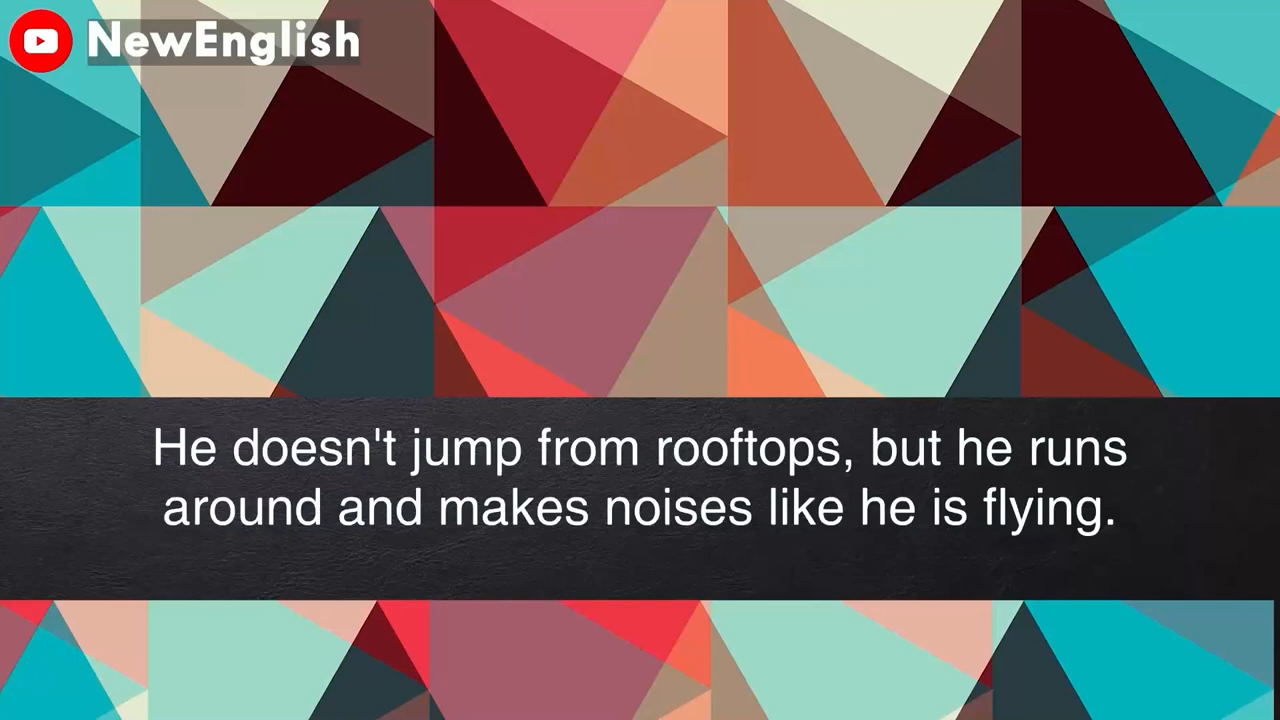 NewEnglish
He doesn't jump from rooftops, but he runs
around and makes noises like he is flying.